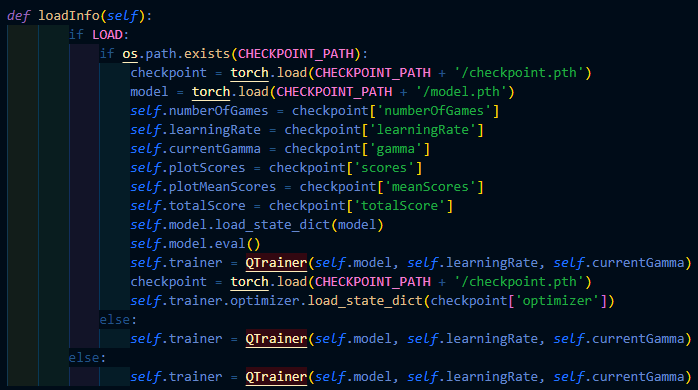 def loadInfo(self):
        if LOAD:
            if os.path.exists(CHECKPOINT_PATH):
                checkpoint = torch.load(CHECKPOINT_PATH + '/checkpoint.pth')
                model = torch.load(CHECKPOINT_PATH + '/model.pth')
                self.numberOfGames = checkpoint['numberOfGames']
                self.learningRate = checkpoint['learningRate']
                self.currentGamma = checkpoint['gamma']
                self.plotScores = checkpoint['scores']
                self.plotMeanScores = checkpoint['meanScores']
                self.totalScore = checkpoint['totalScore']
                self.model.load_state_dict(model)
                self.model.eval()
                self.trainer = QTrainer(self.model, self.learningRate, self.currentGamma)
                checkpoint = torch.load(CHECKPOINT_PATH + '/checkpoint.pth')
                self.trainer.optimizer.load_state_dict(checkpoint['optimizer'])
            else:
                self.trainer = QTrainer(self.model, self.learningRate, self.currentGamma)
        else:
                self.trainer = QTrainer(self.model, self.learningRate, self.currentGamma)